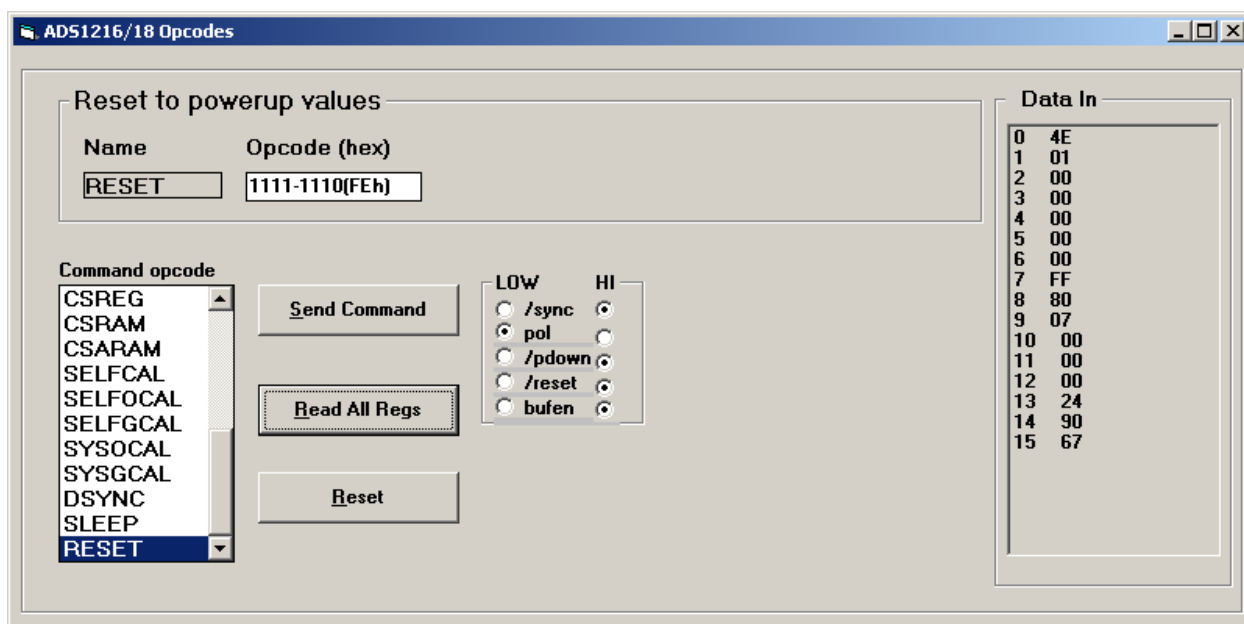 ADS1216/18 Opcodes
Reset to powerup values
Name Opcode (hex)
RESET 1111-1110(FEh)
Command opcode
CSREG
CSRAM
CSARAM
SELFCAL
SELFOCAL
SELFGCAL
SYSOCAL
SYSGCAL
DSYNC
SLEEP
RESET
Send Command
Read All Regs
Reset
LOW HI
/sync
pol
/pdown
/reset
bufen
Data In
0 4E
1 01
2 00
3 00
4 00
5 00
6 00
7 FF
8 80
9 07
10 00
11 00
12 00
13 24
14 90
15 67